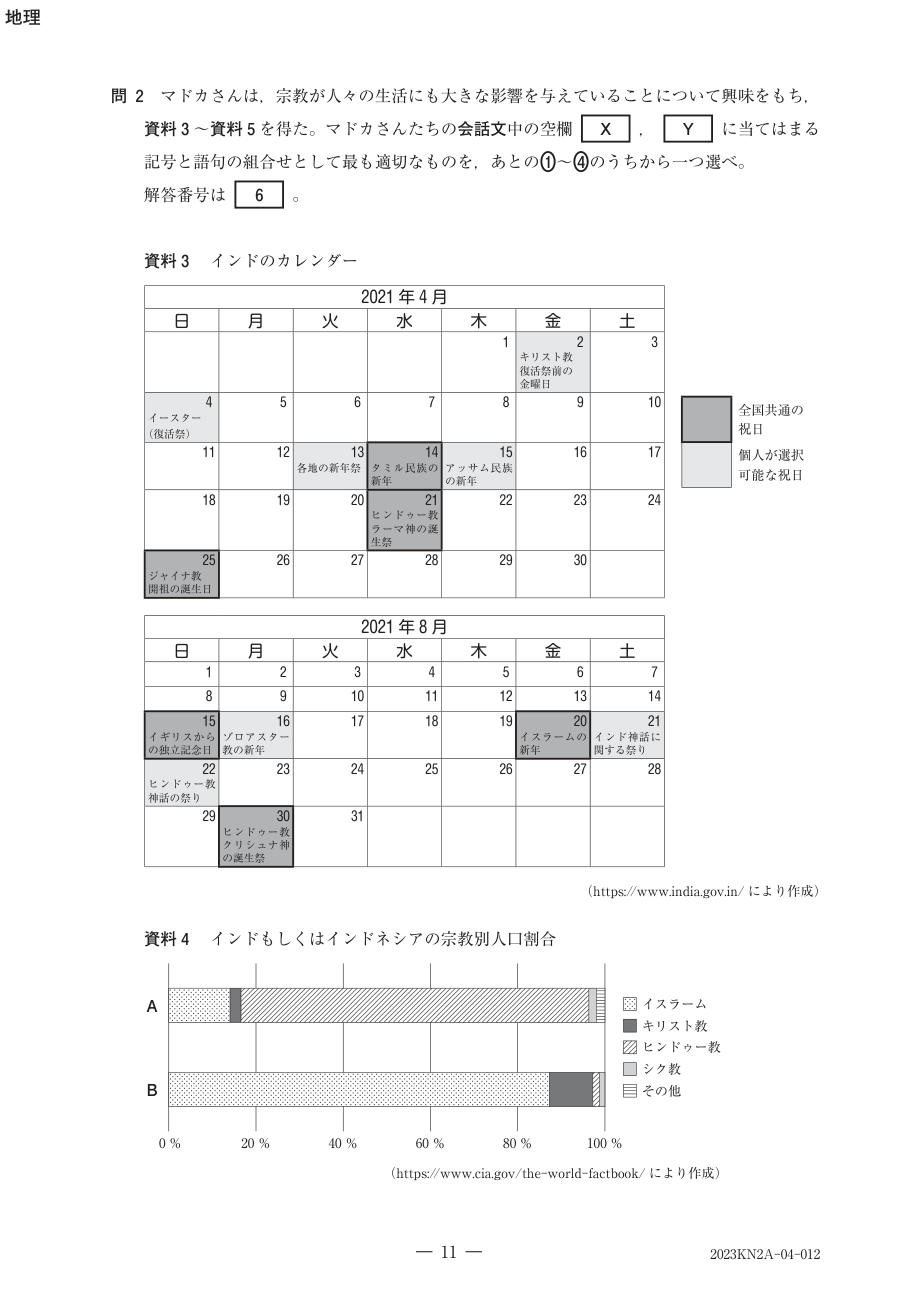 地理
問 2 マドカさんは，宗教が人々の生活にも大きな影響を与えていることについて興味をもち，
資料 3 ～資料 5 を得た。マドカさんたちの会話文中の空欄 X ， Y に当てはまる
記号と語句の組合せとして最も適切なものを，あとの①～④のうちから一つ選べ。
解答番号は 6 。
資料 3 インドのカレンダー
2021 年 4 月
日 月 火 水 木 金 土
1 2 3
キリスト教
復活祭前の
金曜日
4 5 6 7 8 9 10
イースター
（復活祭）
11 12 13 14 15 16 17
各地の新年祭 タミル民族の アッサム民族
新年 の新年
18 19 20 21 22 23 24
ヒンドゥー教
ラーマ神の誕
生祭
25 26 27 28 29 30
ジャイナ教
開祖の誕生日
全国共通の
祝日
個人が選択
可能な祝日
2021 年 8 月
日 月 火 水 木 金 土
1 2 3 4 5 6 7
8 9 10 11 12 13 14
15 16 17 18 19 20 21
イギリスから ゾロアスター イスラームの インド神話に
の独立記念日 教の新年 新年 関する祭り
22 23 24 25 26 27 28
ヒンドゥー教
神話の祭り
29 30 31
ヒンドゥー教
クリシュナ神
の誕生祭
（https://www.india.gov.in/ により作成）
資料 4 インドもしくはインドネシアの宗教別人口割合
A
B
0 % 20 % 40 % 60 % 80 % 100 %
イスラーム
キリスト教
ヒンドゥー教
シク教
その他
（https://www.cia.gov/the-world-factbook/ により作成）
― 11 ―
2023KN2A-04-012